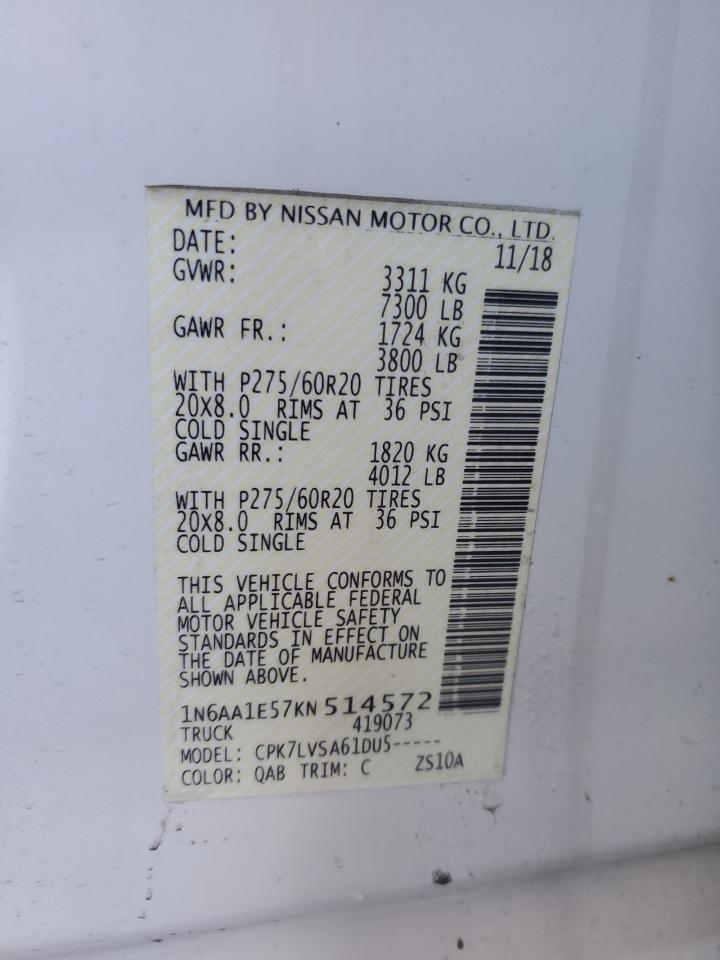 MFD BY NISSAN MOTOR CO., LTD.
DATE: 11/18
GVWR: 3311 KG
7300 LB
GAWR FR.: 1724 KG
3800 LB
WITH P275/60R20 TIRES
20X8.0 RIMS AT 36 PSI
COLD SINGLE
GAWR RR.: 1820 KG
4012 LB
WITH P275/60R20 TIRES
20X8.0 RIMS AT 36 PSI
COLD SINGLE
THIS VEHICLE CONFORMS TO
ALL APPLICABLE FEDERAL
MOTOR VEHICLE SAFETY
STANDARDS IN EFFECT ON
THE DATE OF MANUFACTURE
SHOWN ABOVE.
1N6AA1E57KN 514572
TRUCK 419073
MODEL: CPK7LVSA61DU5-----
COLOR: QAB TRIM: C ZS10A